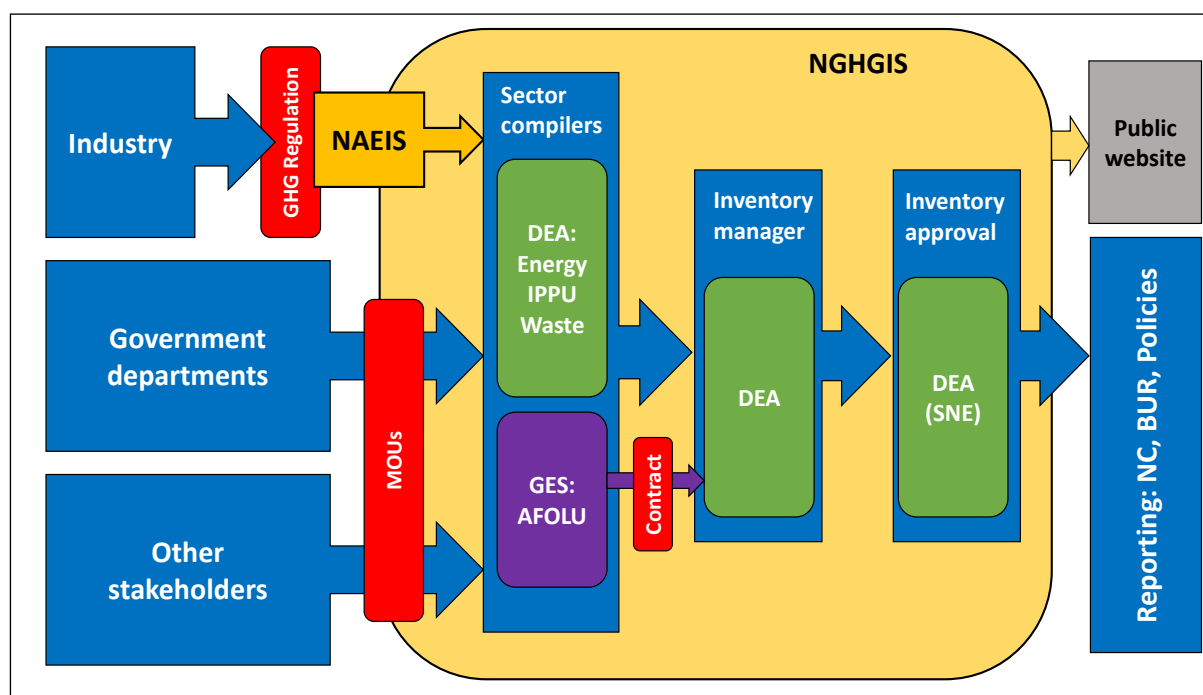 NGHGIS
Industry
GHG Regulation
NAEIS
Sector
compilers
DEA:
Energy
IPPU
Waste
GES:
AFOLU
Government
departments
Other
stakeholders
MOUs
Contract
Inventory
manager
DEA
Inventory
approval
DEA
(SNE)
Public
website
Reporting: NC, BUR, Policies